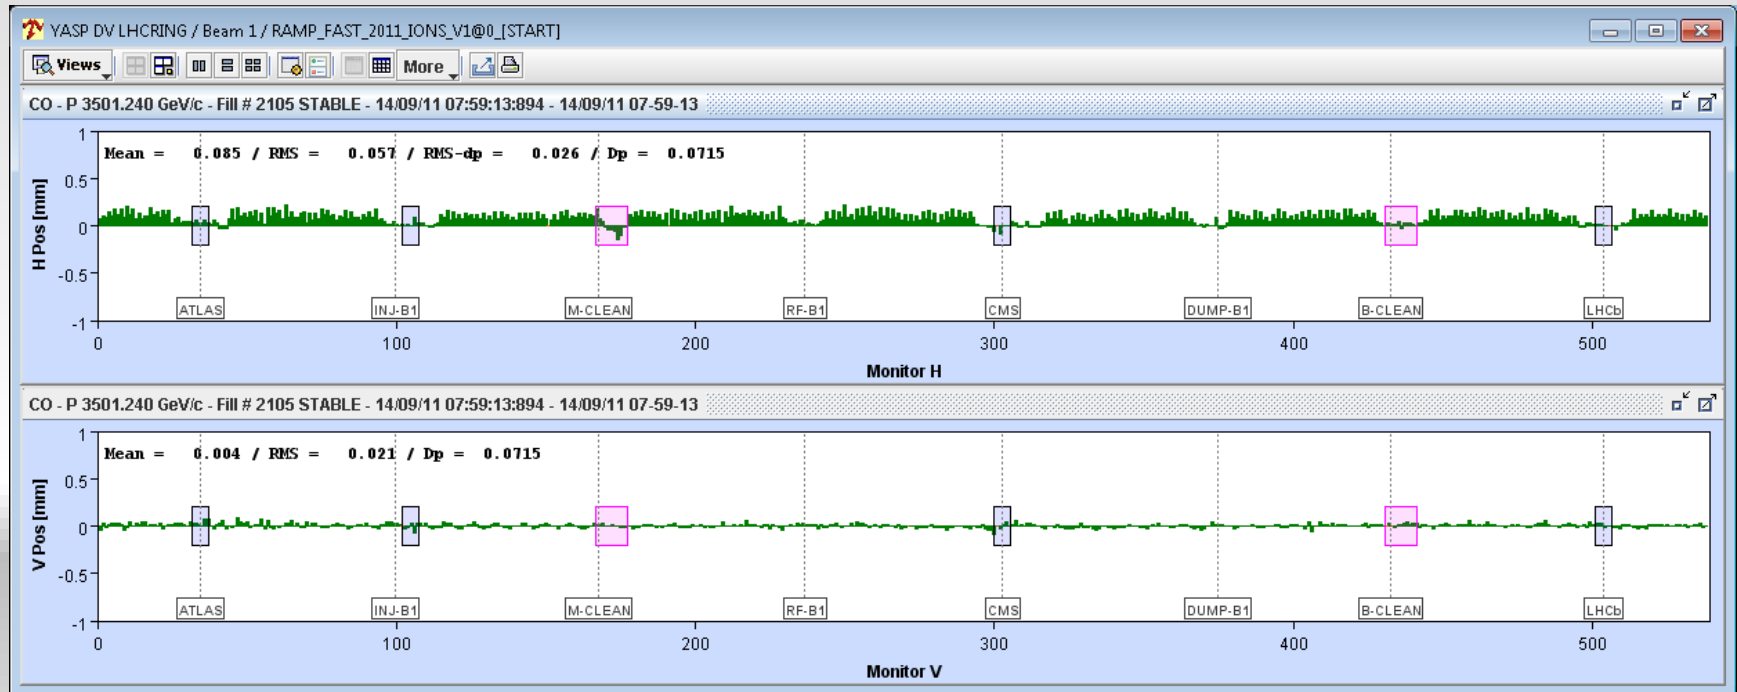 YASP DV LHCRING / Beam 1 / RAMP_FAST_2011_IONS_V1@0_[START]
Views More
CO - P 3501.240 GeV/c - Fill # 2105 STABLE - 14/09/11 07:59:13:894 - 14/09/11 07-59-13
Mean = 0.085 / RMS = 0.057 / RMS-dp = 0.026 / Dp = 0.0715
H Pos [mm]
1
0.5
0
-0.5
-1
ATLAS INJ-B1 M-CLEAN RF-B1 CMS DUMP-B1 B-CLEAN LHCb
0 100 200 300 400 500
Monitor H
CO - P 3501.240 GeV/c - Fill # 2105 STABLE - 14/09/11 07:59:13:894 - 14/09/11 07-59-13
Mean = 0.004 / RMS = 0.021 / Dp = 0.0715
V Pos [mm]
1
0.5
0
-0.5
-1
ATLAS INJ-B1 M-CLEAN RF-B1 CMS DUMP-B1 B-CLEAN LHCb
0 100 200 300 400 500
Monitor V